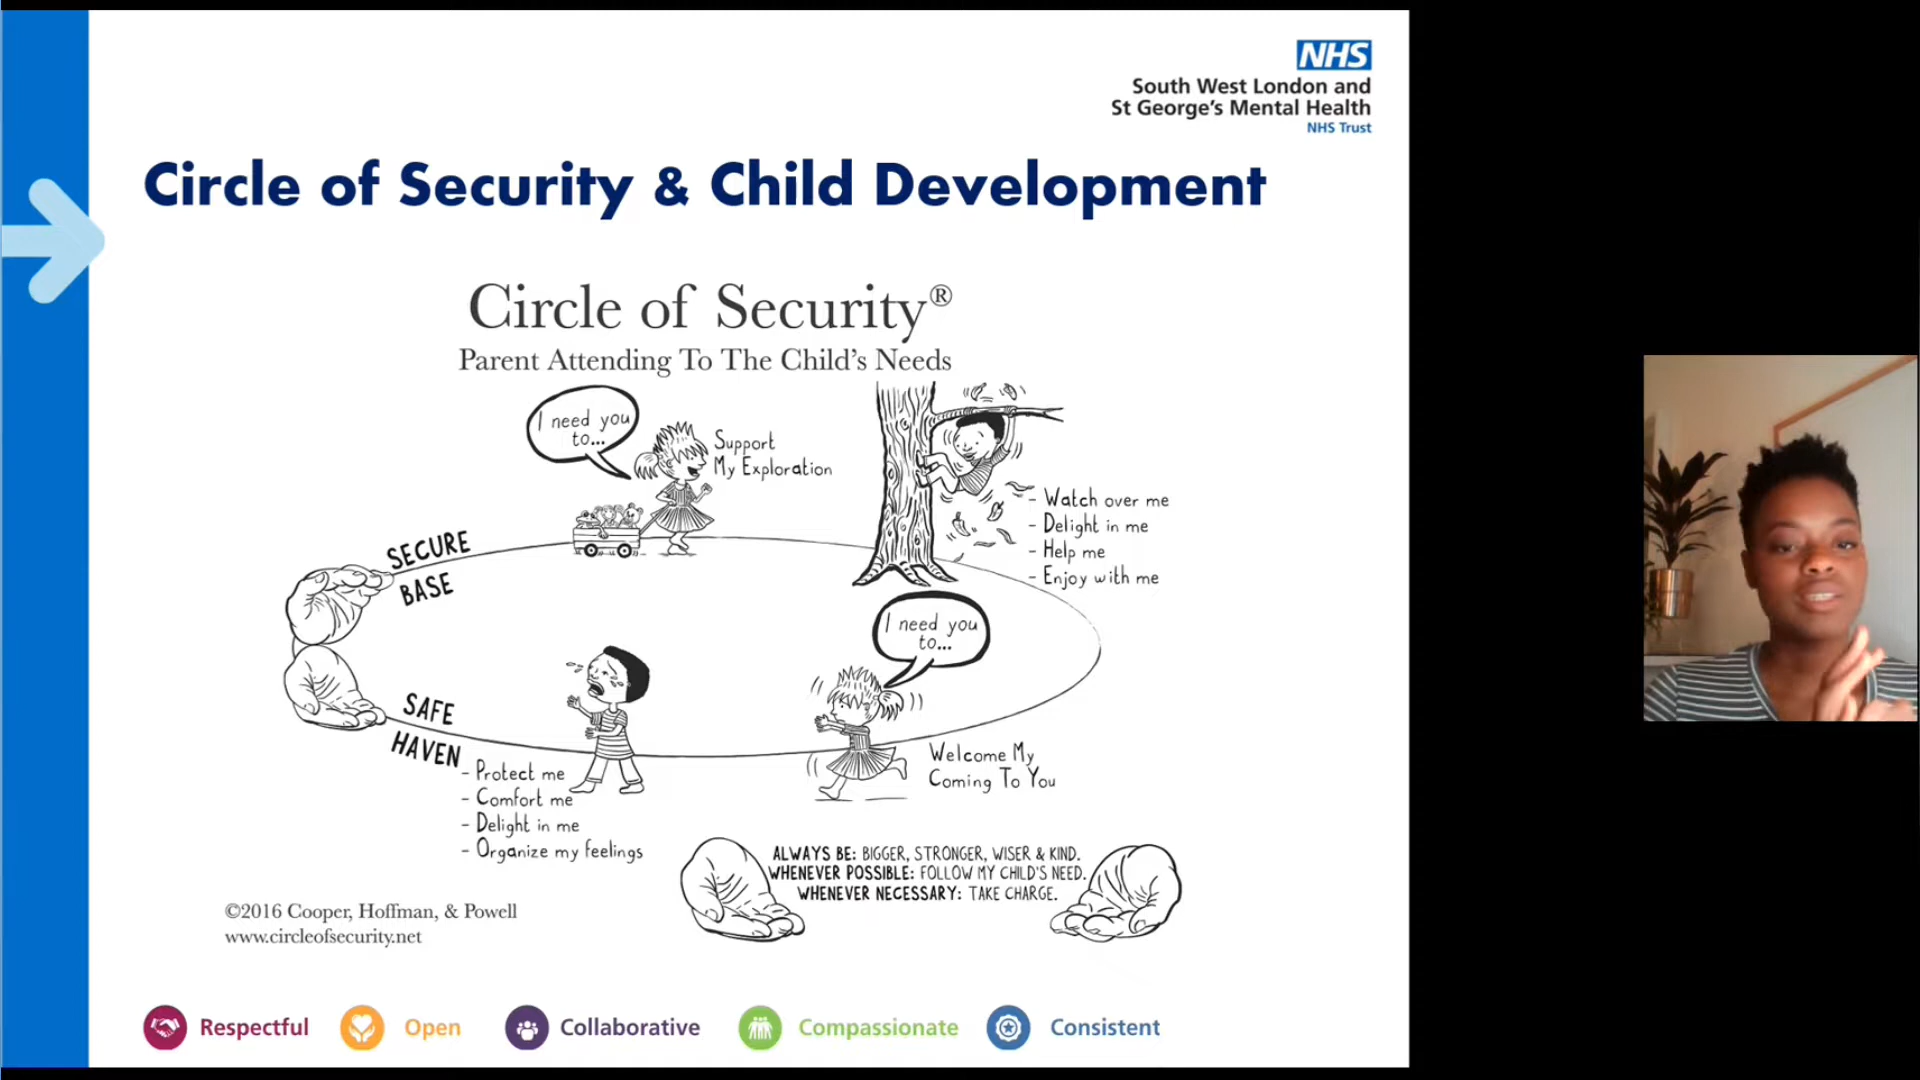 NHS
South West London and
St George's Mental Health
NHS Trust
Circle of Security & Child Development
Circle of Security®
Parent Attending To The Child's Needs
I need you
to...
Support
My Exploration
- Watch over me
- Delight in me
- Help me
- Enjoy with me
SECURE
BASE
I need you
to...
SAFE
HAVEN
- Protect me
- Comfort me
- Delight in me
- Organize my feelings
Welcome My
Coming To You
ALWAYS BE: BIGGER, STRONGER, WISER & KIND.
WHENEVER POSSIBLE: FOLLOW MY CHILD'S NEED.
WHENEVER NECESSARY: TAKE CHARGE.
©2016 Cooper, Hoffman, & Powell
www.circleofsecurity.net
Respectful
Open
Collaborative
Compassionate
Consistent